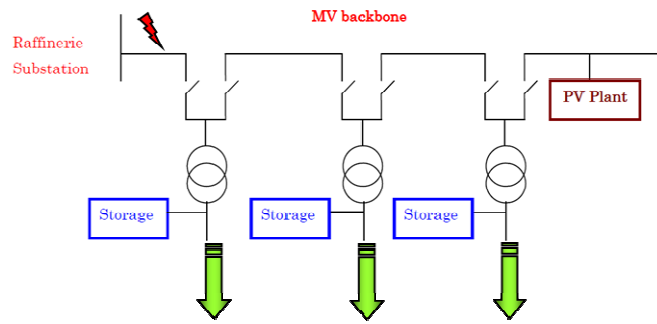 MV backbone
Raffinerie
Substation
PV Plant
Storage
Storage
Storage